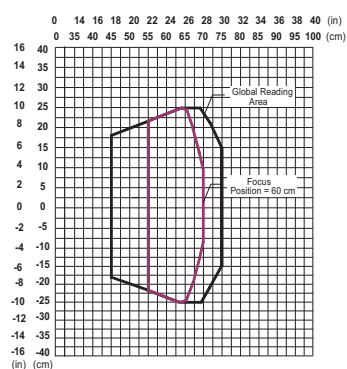 0 14 16 18 20 22 24 26 28 30 32 34 36 38 40 (in)
0 35 40 45 50 55 60 65 70 75 80 85 90 95 100 (cm)
16 40
14 35
12 30
10 25
8 20
6 15
4 10
2 5
0 0
-2 -5
-4 -10
-6 -15
-8 -20
-10 -25
-12 -30
-14 -35
-16 -40
(in) (cm)
Global Reading
Area
Focus
Position = 60 cm